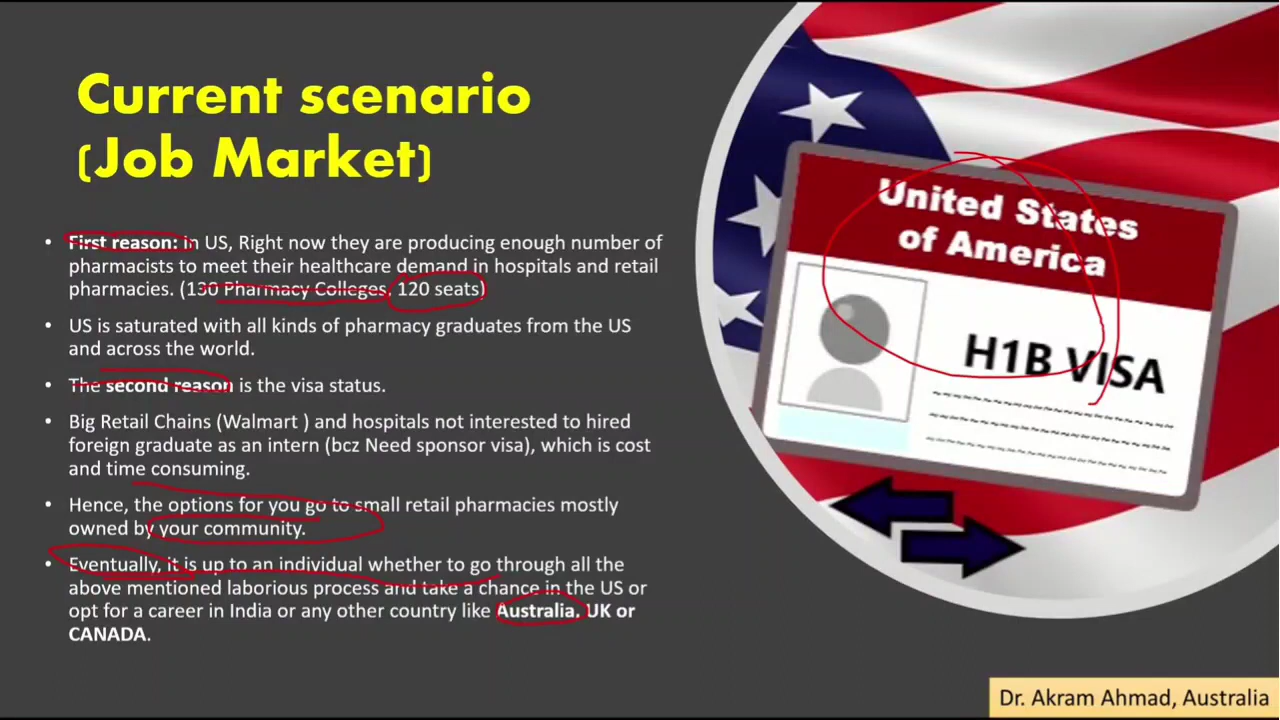 Current scenario
(Job Market)
• First reason: in US, Right now they are producing enough number of
pharmacists to meet their healthcare demand in hospitals and retail
pharmacies. (130 Pharmacy Colleges, 120 seats)
• US is saturated with all kinds of pharmacy graduates from the US
and across the world.
• The second reason is the visa status.
• Big Retail Chains (Walmart ) and hospitals not interested to hired
foreign graduate as an intern (bcz Need sponsor visa), which is cost
and time consuming.
• Hence, the options for you go to small retail pharmacies mostly
owned by your community.
• Eventually, it is up to an individual whether to go through all the
above mentioned laborious process and take a chance in the US or
opt for a career in India or any other country like Australia. UK or
CANADA.
United States
of America
H1B VISA
Dr. Akram Ahmad, Australia